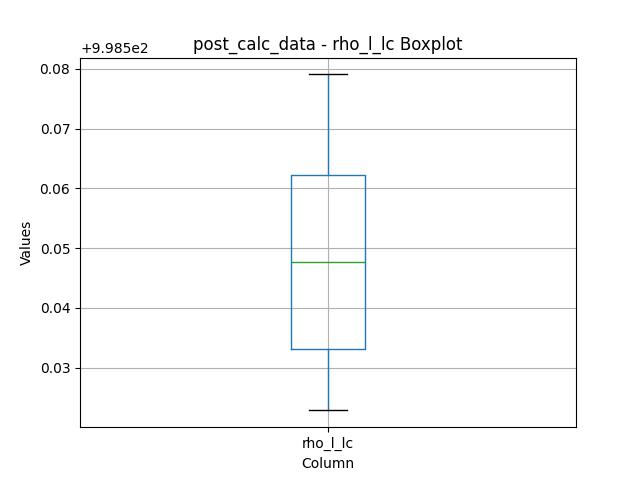 post_calc_data - rho_l_lc Boxplot
+9.985e2
0.08
0.07
0.06
0.05
0.04
0.03
Values
rho_l_lc
Column